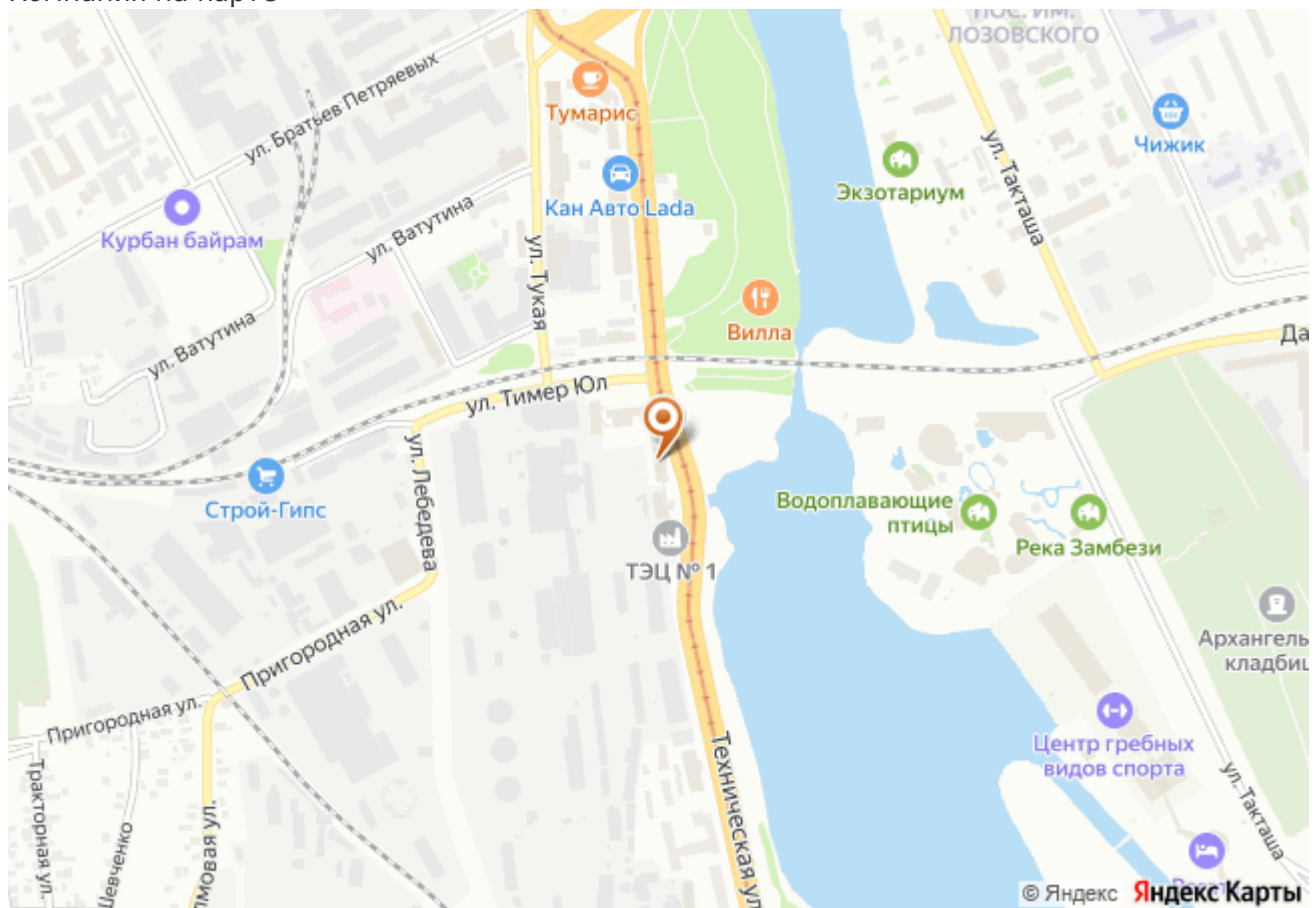 ПОС. ИМ.
ЛОЗОВСКОГО
ул. Братьев Петряевых
Тумарис
Чижик
ул. Такташа
Экзотариум
Кан Авто Lada
Курбан байрам
ул. Ватутина
ул. Тукая
Вилла
ул. Ватутина
Да
ул. Тимер Юл
ул. Лебедева
Строй-Гипс
Водоплавающие
птицы
Река Замбези
ТЭЦ № 1
Архангель
кладбищ
Пригородная ул.
Пригородная ул.
Центр гребных
видов спорта
Техническая ул
ул. Такташа
Тракторная ул.
Шевченко
лмовая ул.
© Яндекс Яндекс Карты